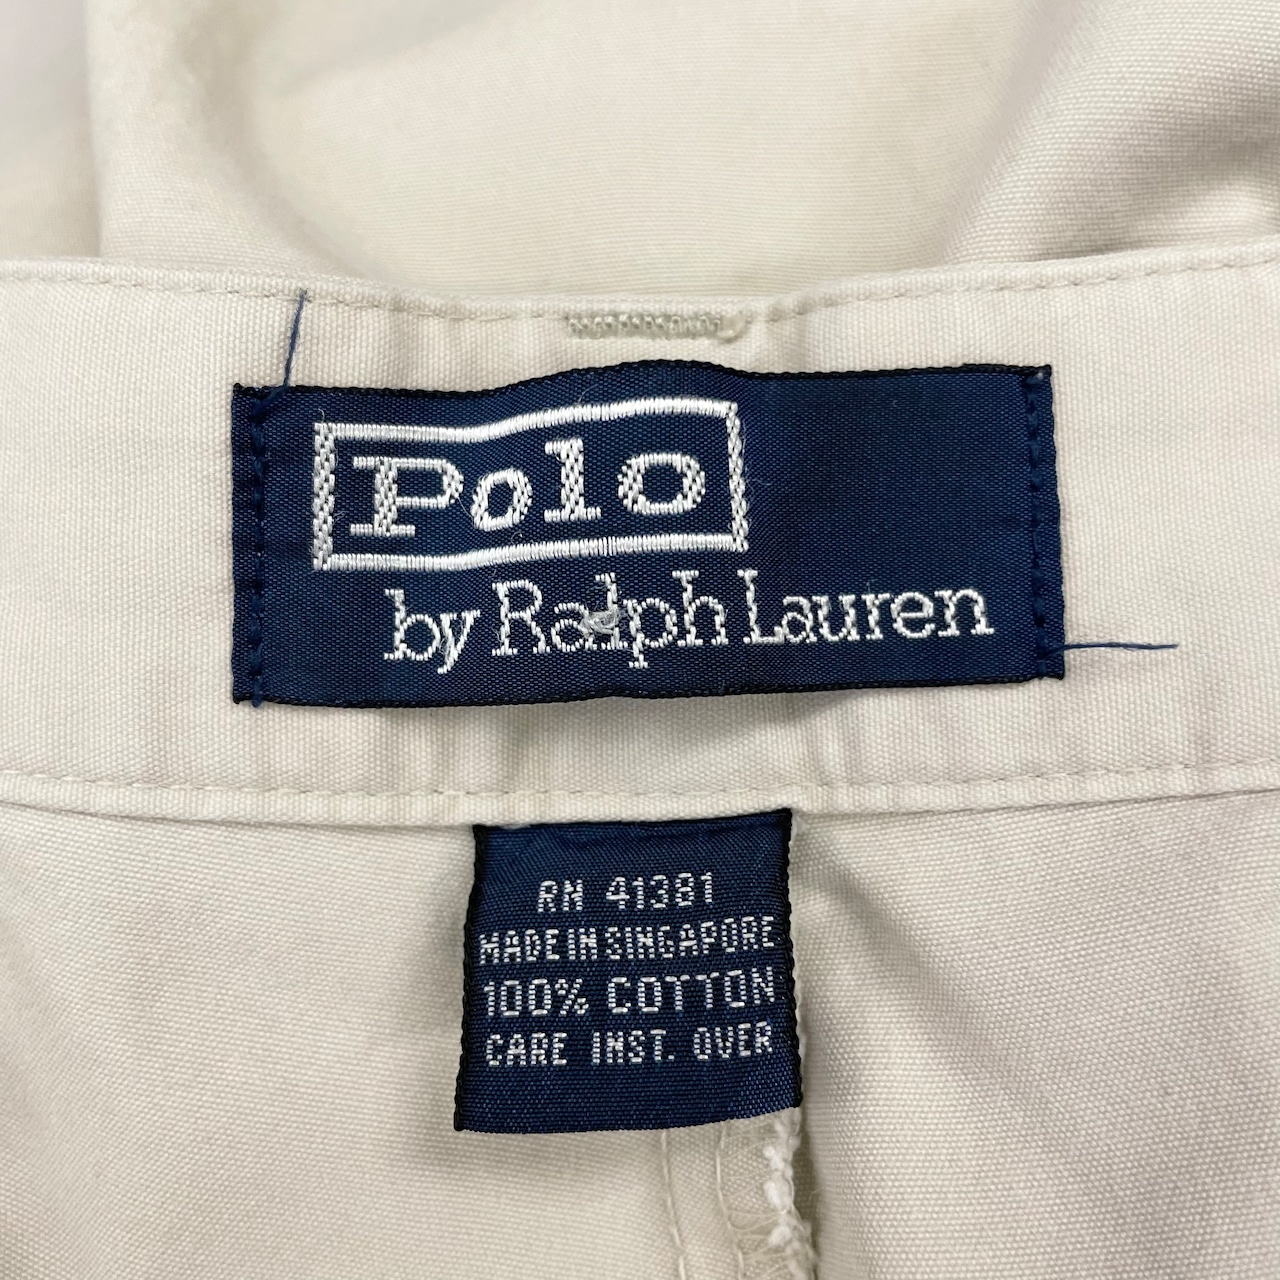 Polo
by Ralph Lauren
RN 41381
MADE IN SINGAPORE
100% COTTON
CARE INST. OVER